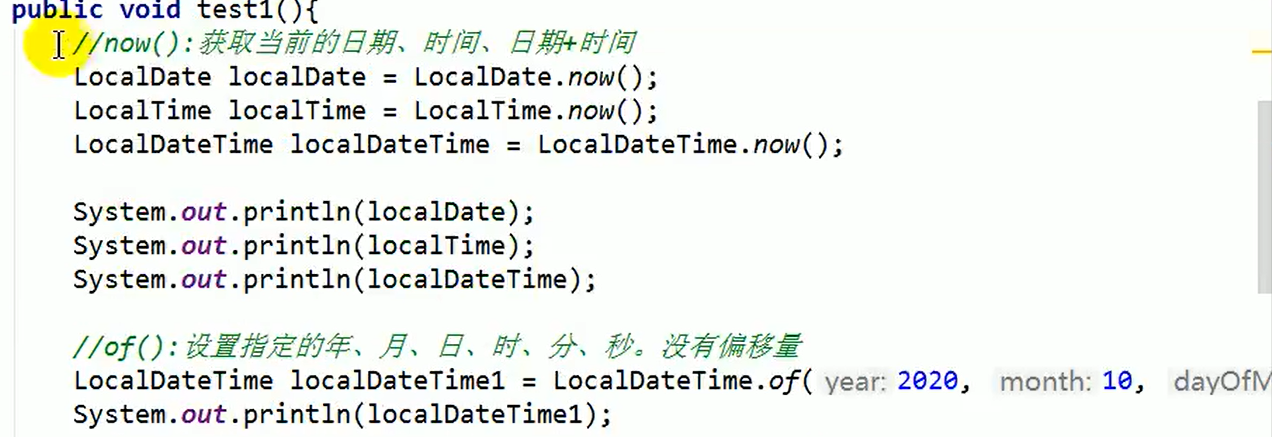 public void test1(){
//now():获取当前的日期、时间、日期+时间
LocalDate localDate = LocalDate.now();
LocalTime localTime = LocalTime.now();
LocalDateTime localDateTime = LocalDateTime.now();
System.out.println(localDate);
System.out.println(localTime);
System.out.println(localDateTime);
//of():设置指定的年、月、日、时、分、秒。没有偏移量
LocalDateTime localDateTime1 = LocalDateTime.of( year: 2020, month: 10, dayOfM
System.out.println(localDateTime1);